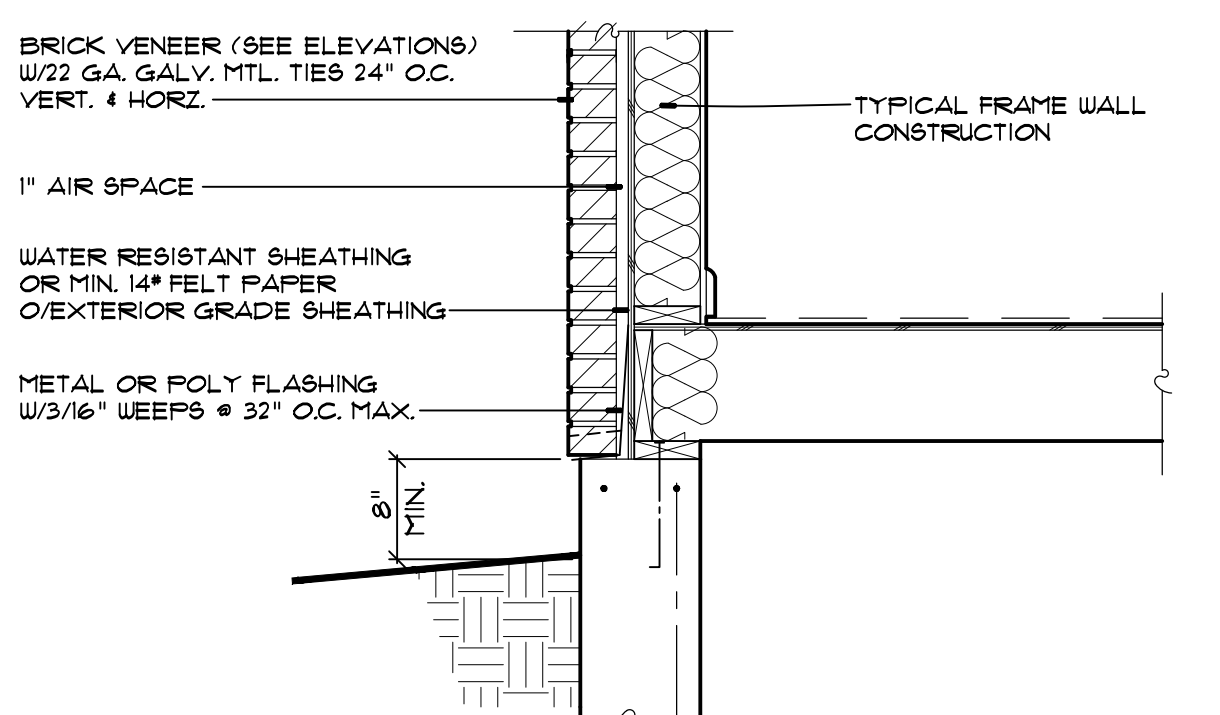 BRICK VENEER (SEE ELEVATIONS)
W/22 GA. GALV. MTL. TIES 24" O.C.
VERT. & HORZ.
TYPICAL FRAME WALL
CONSTRUCTION
1" AIR SPACE
WATER RESISTANT SHEATHING
OR MIN. 14# FELT PAPER
O/EXTERIOR GRADE SHEATHING
METAL OR POLY FLASHING
W/3/16" WEEPS @ 32" O.C. MAX.
8"
MIN.